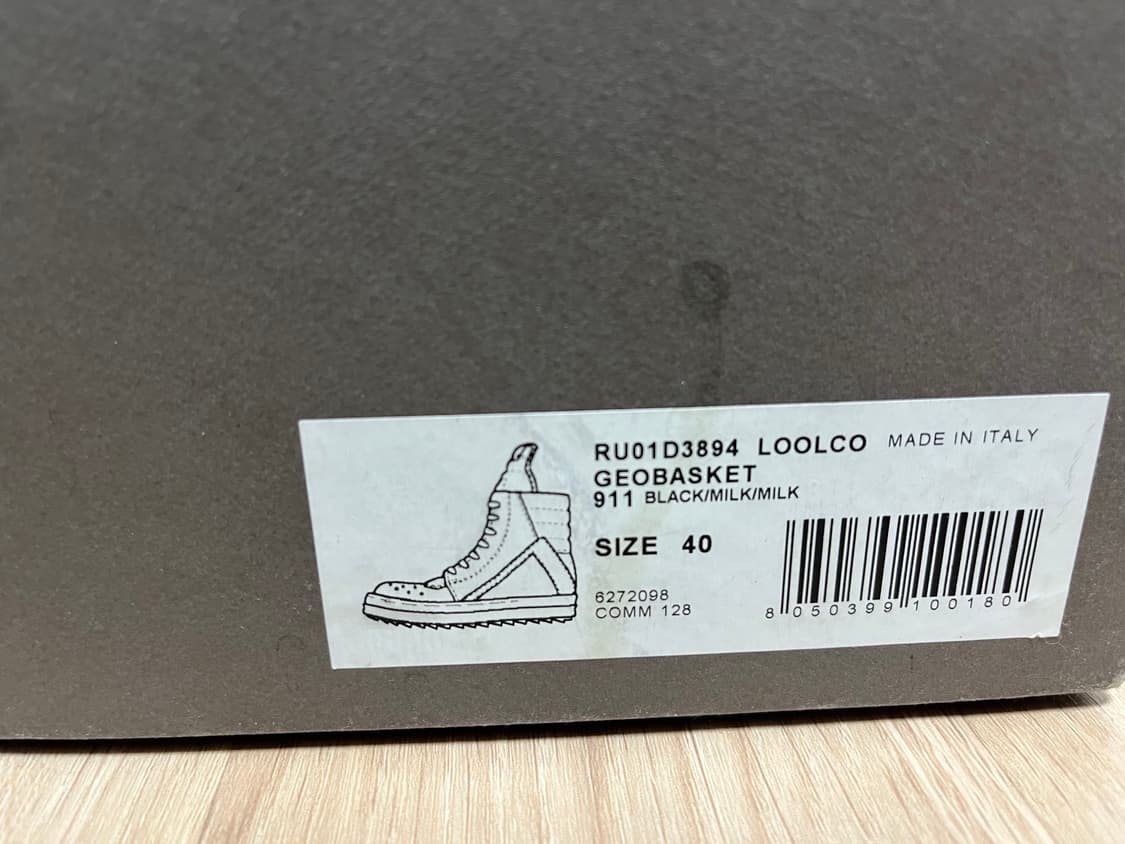 RU01D3894 LOOLCO MADE IN ITALY
GEOBASKET
911 BLACK/MILK/MILK
SIZE 40
6272098
COMM 128
8 050399 100180